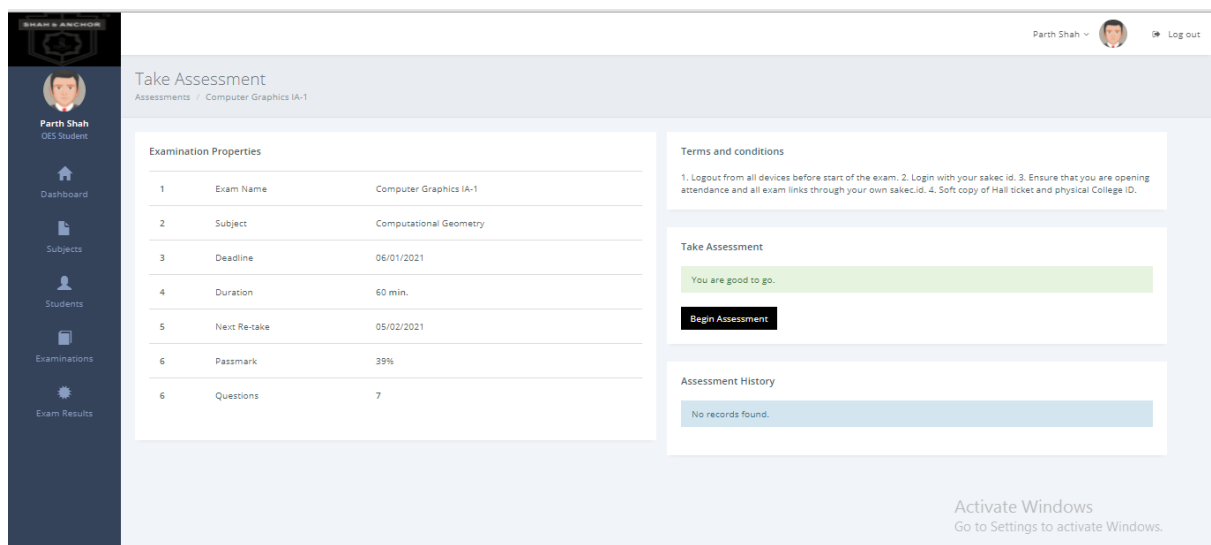 SHAH & ANCHOR
Parth Shah
Log out
Parth Shah
OES Student
Dashboard
Subjects
Students
Examinations
Exam Results
Take Assessment
Assessments / Computer Graphics IA-1
Examination Properties
1 Exam Name Computer Graphics IA-1
2 Subject Computational Geometry
3 Deadline 06/01/2021
4 Duration 60 min.
5 Next Re-take 05/02/2021
6 Passmark 39%
6 Questions 7
Terms and conditions
1. Logout from all devices before start of the exam. 2. Login with your sakec id. 3. Ensure that you are opening
attendance and all exam links through your own sakec.id. 4. Soft copy of Hall ticket and physical College ID.
Take Assessment
You are good to go.
Begin Assessment
Assessment History
No records found.
Activate Windows
Go to Settings to activate Windows.